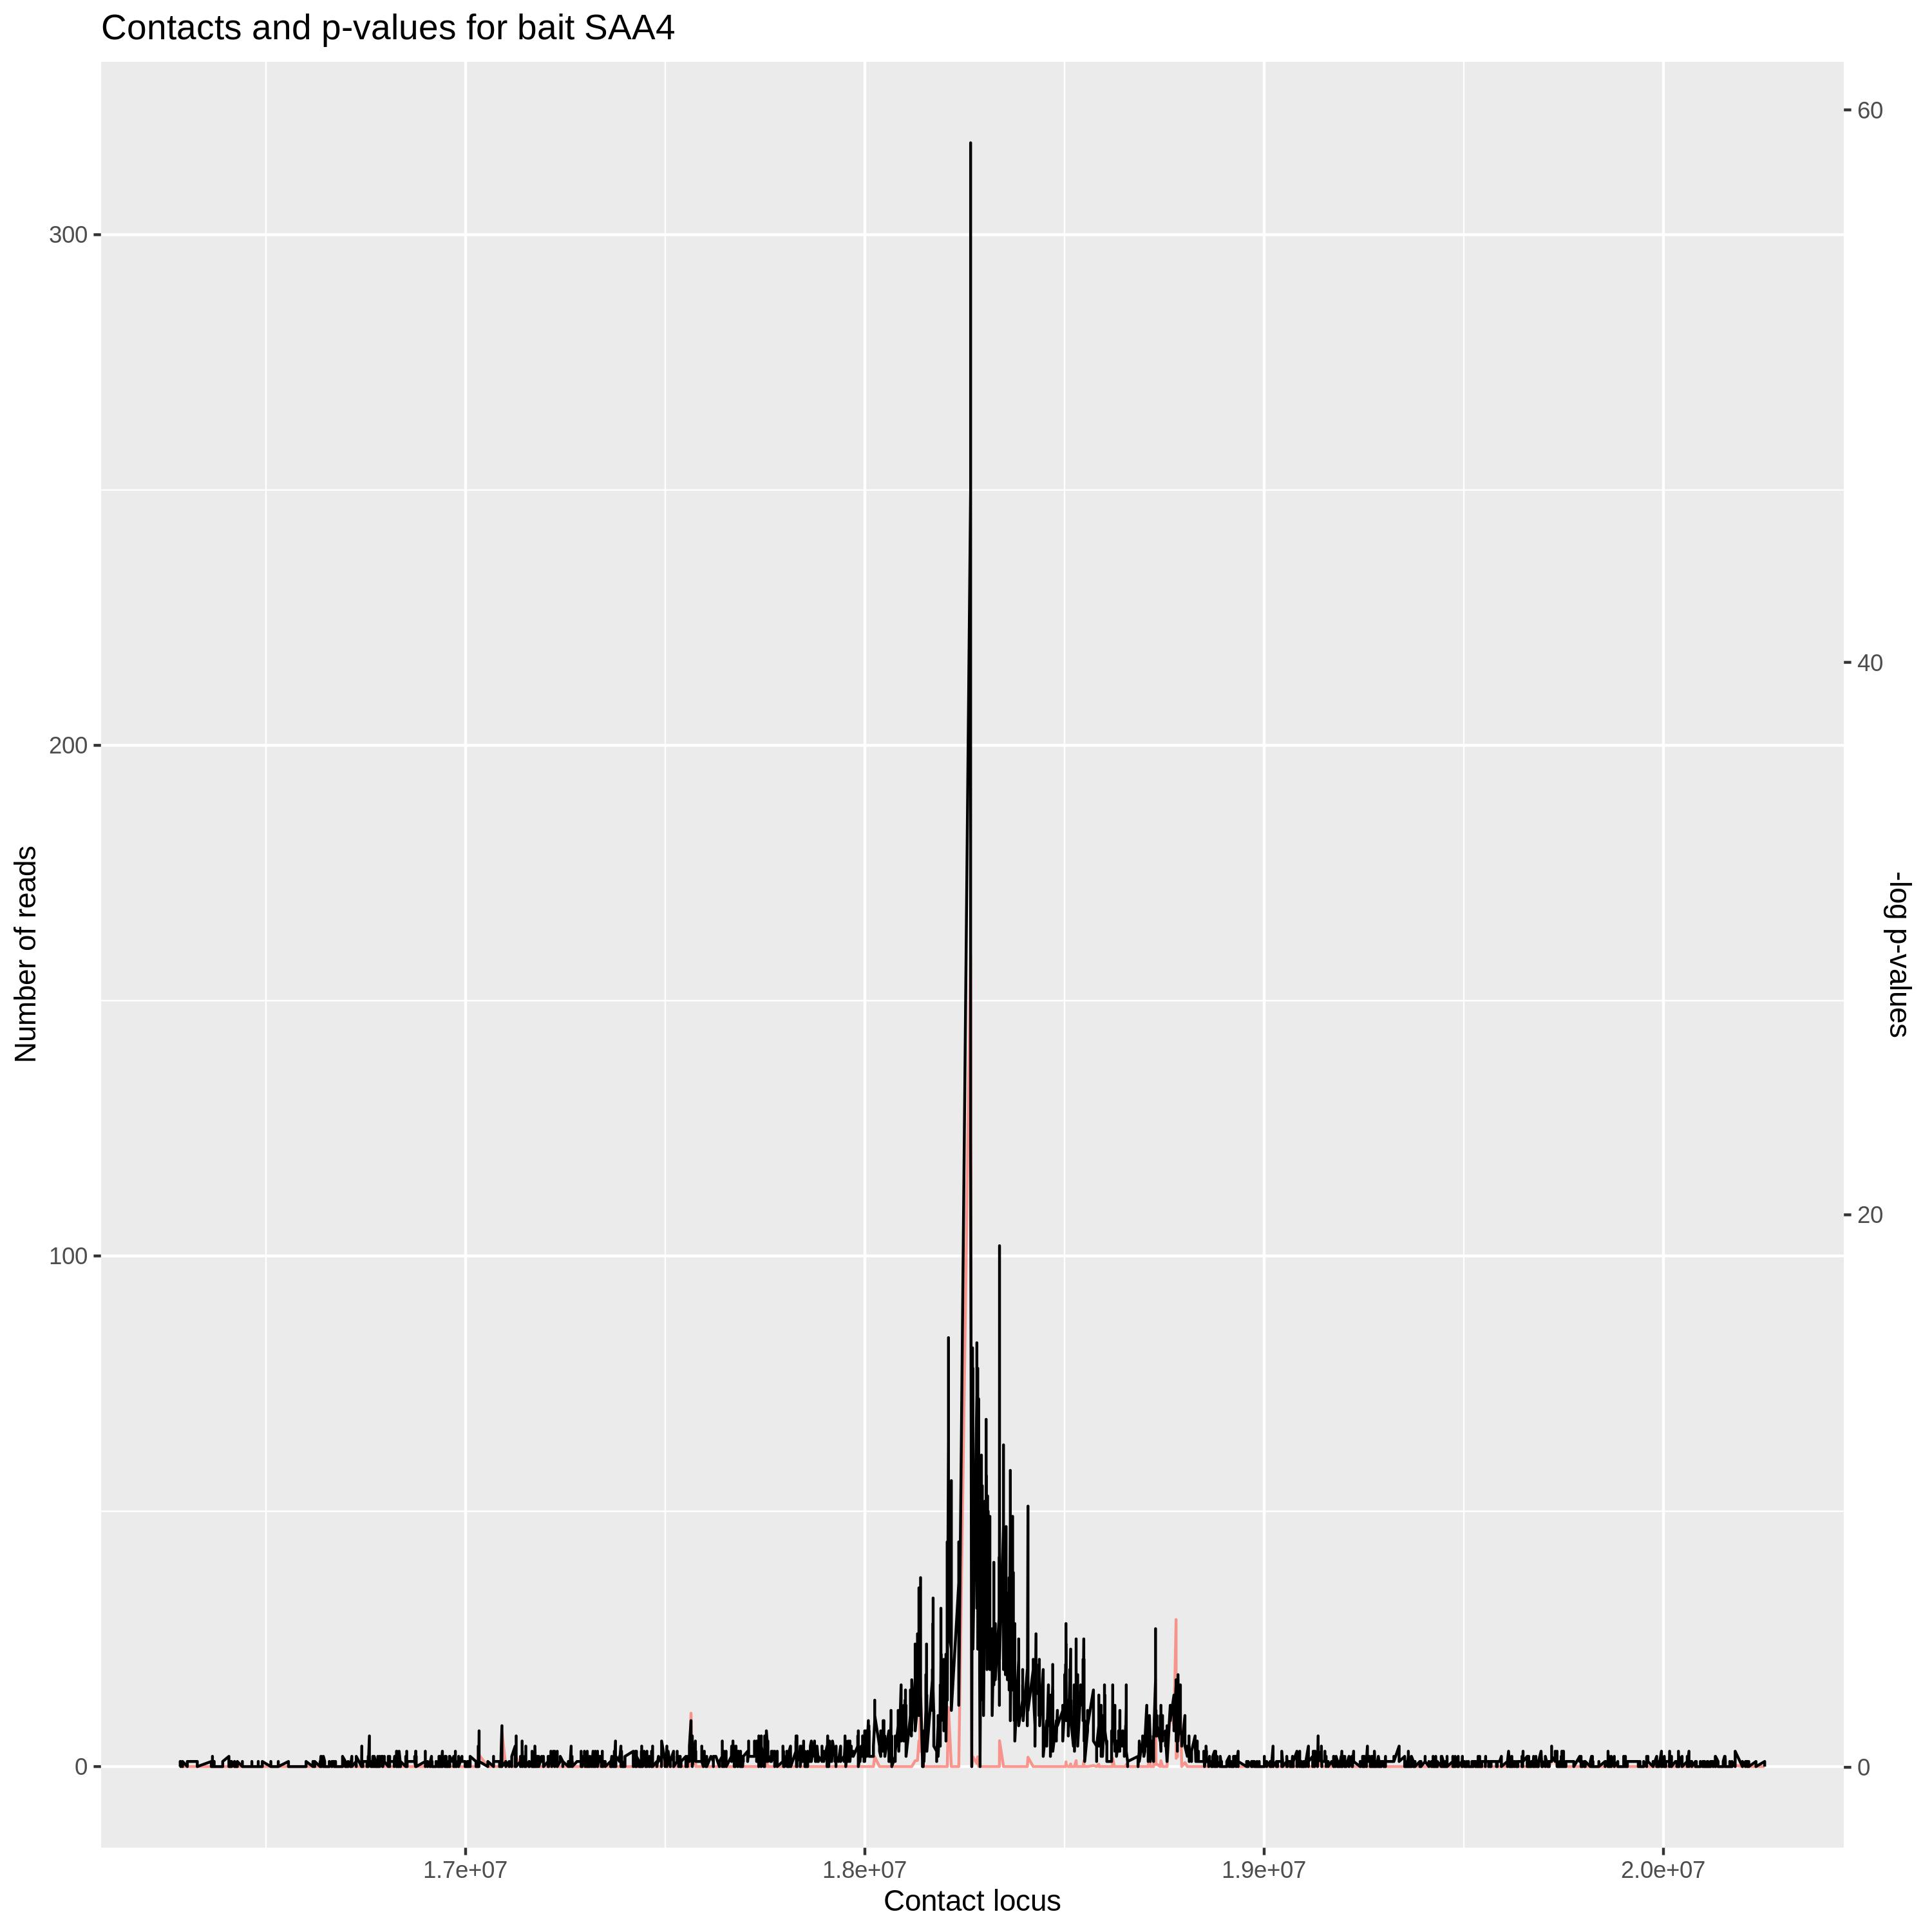 Contacts and p-values for bait SAA4
60
300
40
200
Number of reads
-log p-values
20
100
0
0
1.7e+07
1.8e+07
1.9e+07
2.0e+07
Contact locus